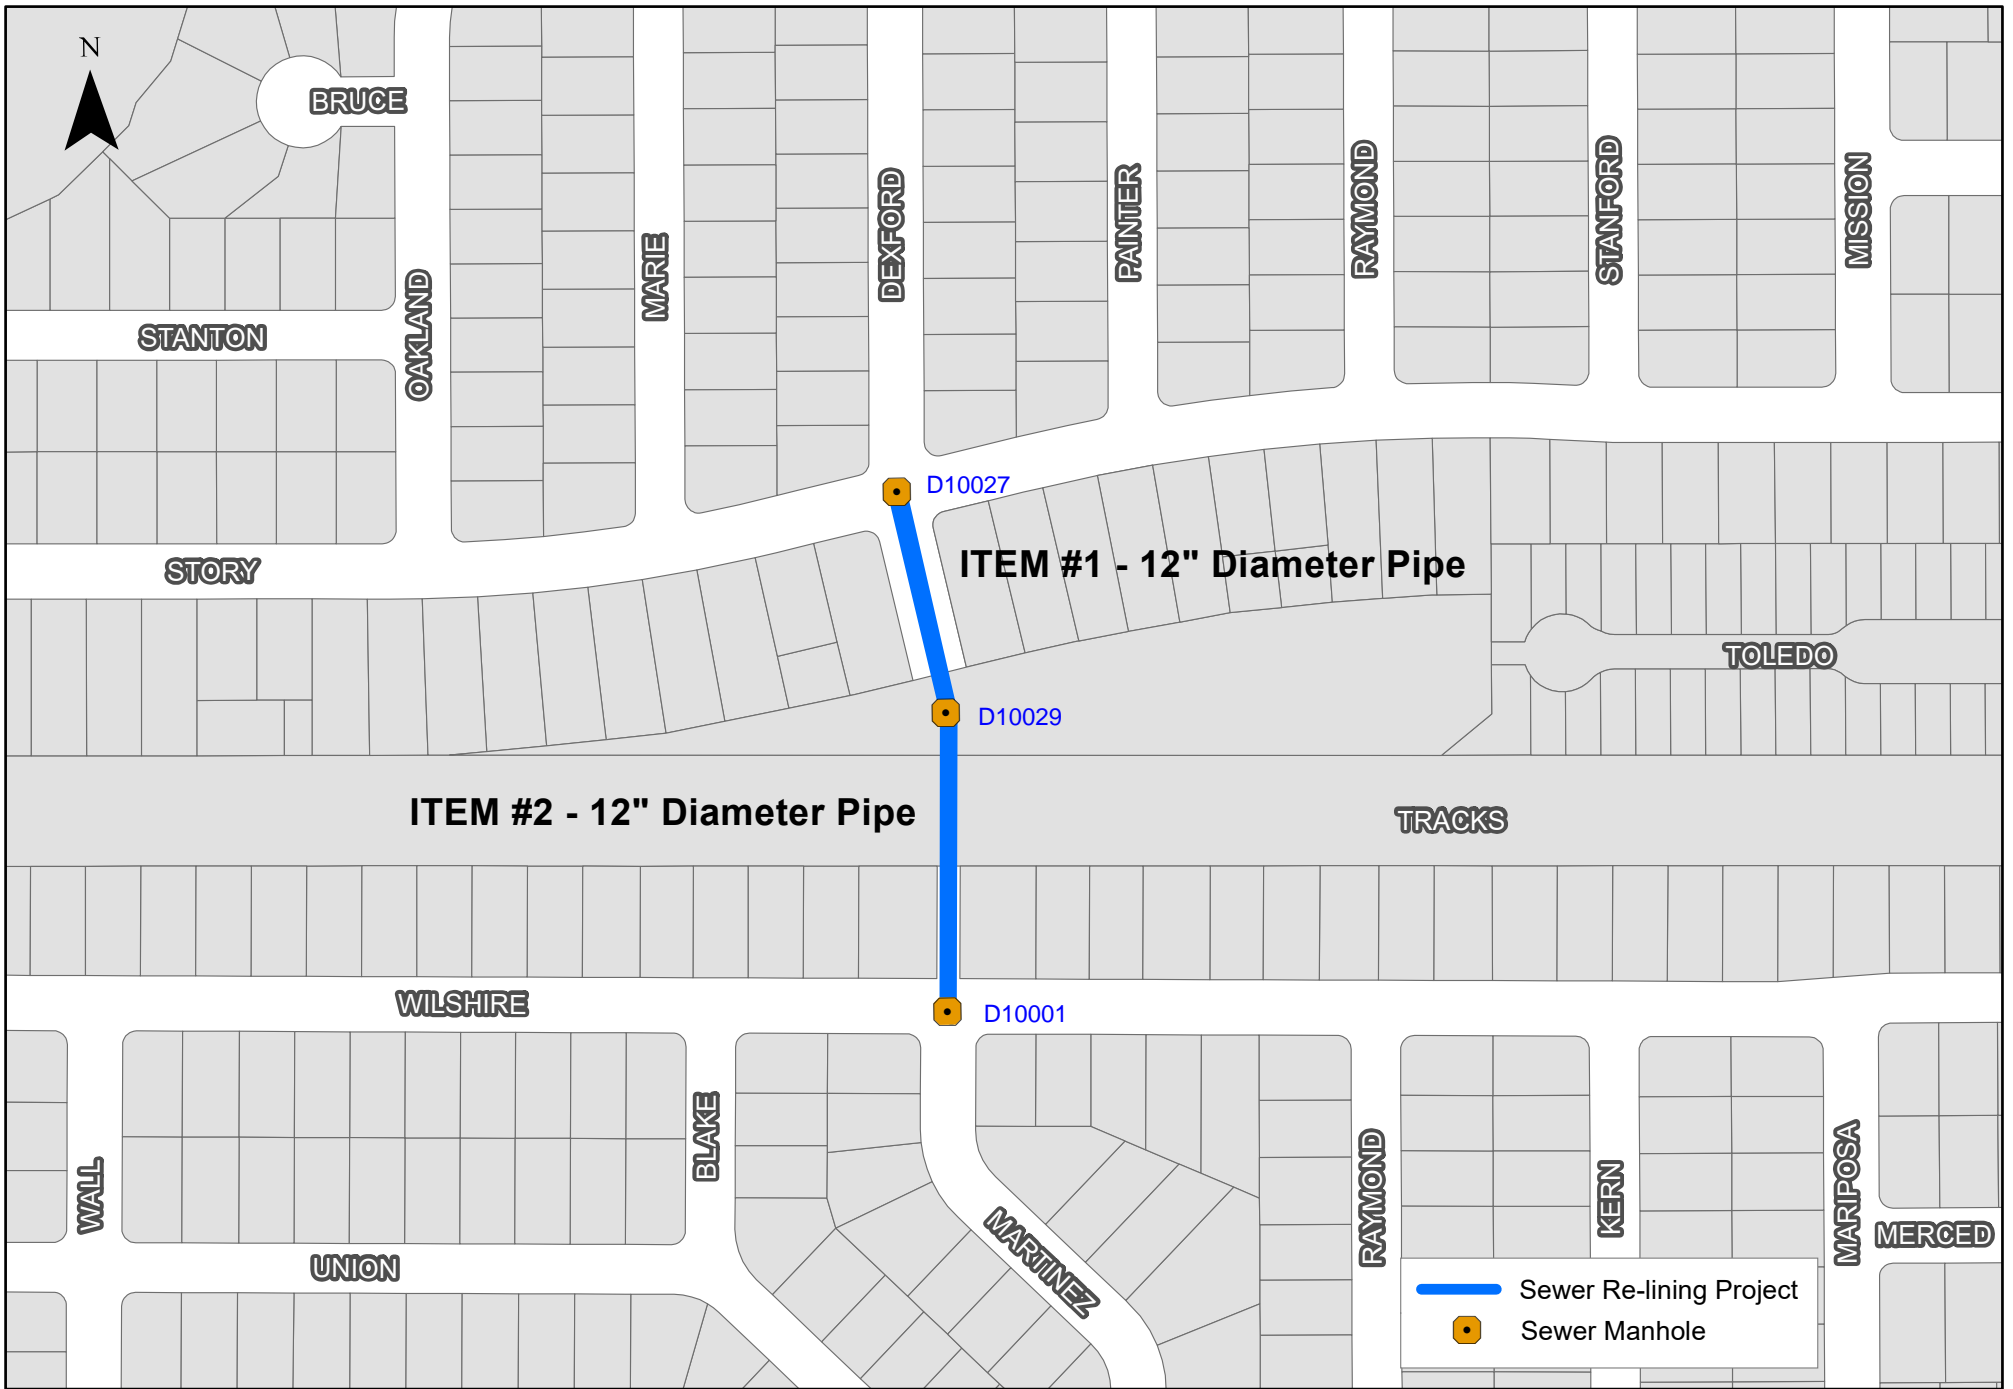 N
BRUCE
OAKLAND
MARIE
DEXFORD
PAINTER
RAYMOND
STANFORD
MISSION
STANTON
D10027
STORY
ITEM #1 - 12" Diameter Pipe
TOLEDO
D10029
ITEM #2 - 12" Diameter Pipe
TRACKS
WILSHIRE
D10001
WALL
BLAKE
MARTINEZ
RAYMOND
KERN
MARIPOSA
MERCED
UNION
Sewer Re-lining Project
Sewer Manhole